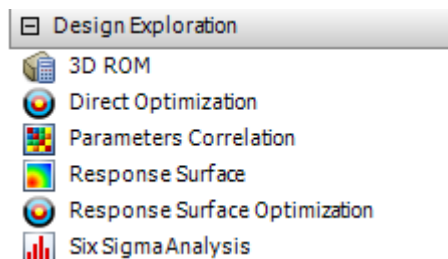 Design Exploration
3D ROM
Direct Optimization
Parameters Correlation
Response Surface
Response Surface Optimization
Six Sigma Analysis